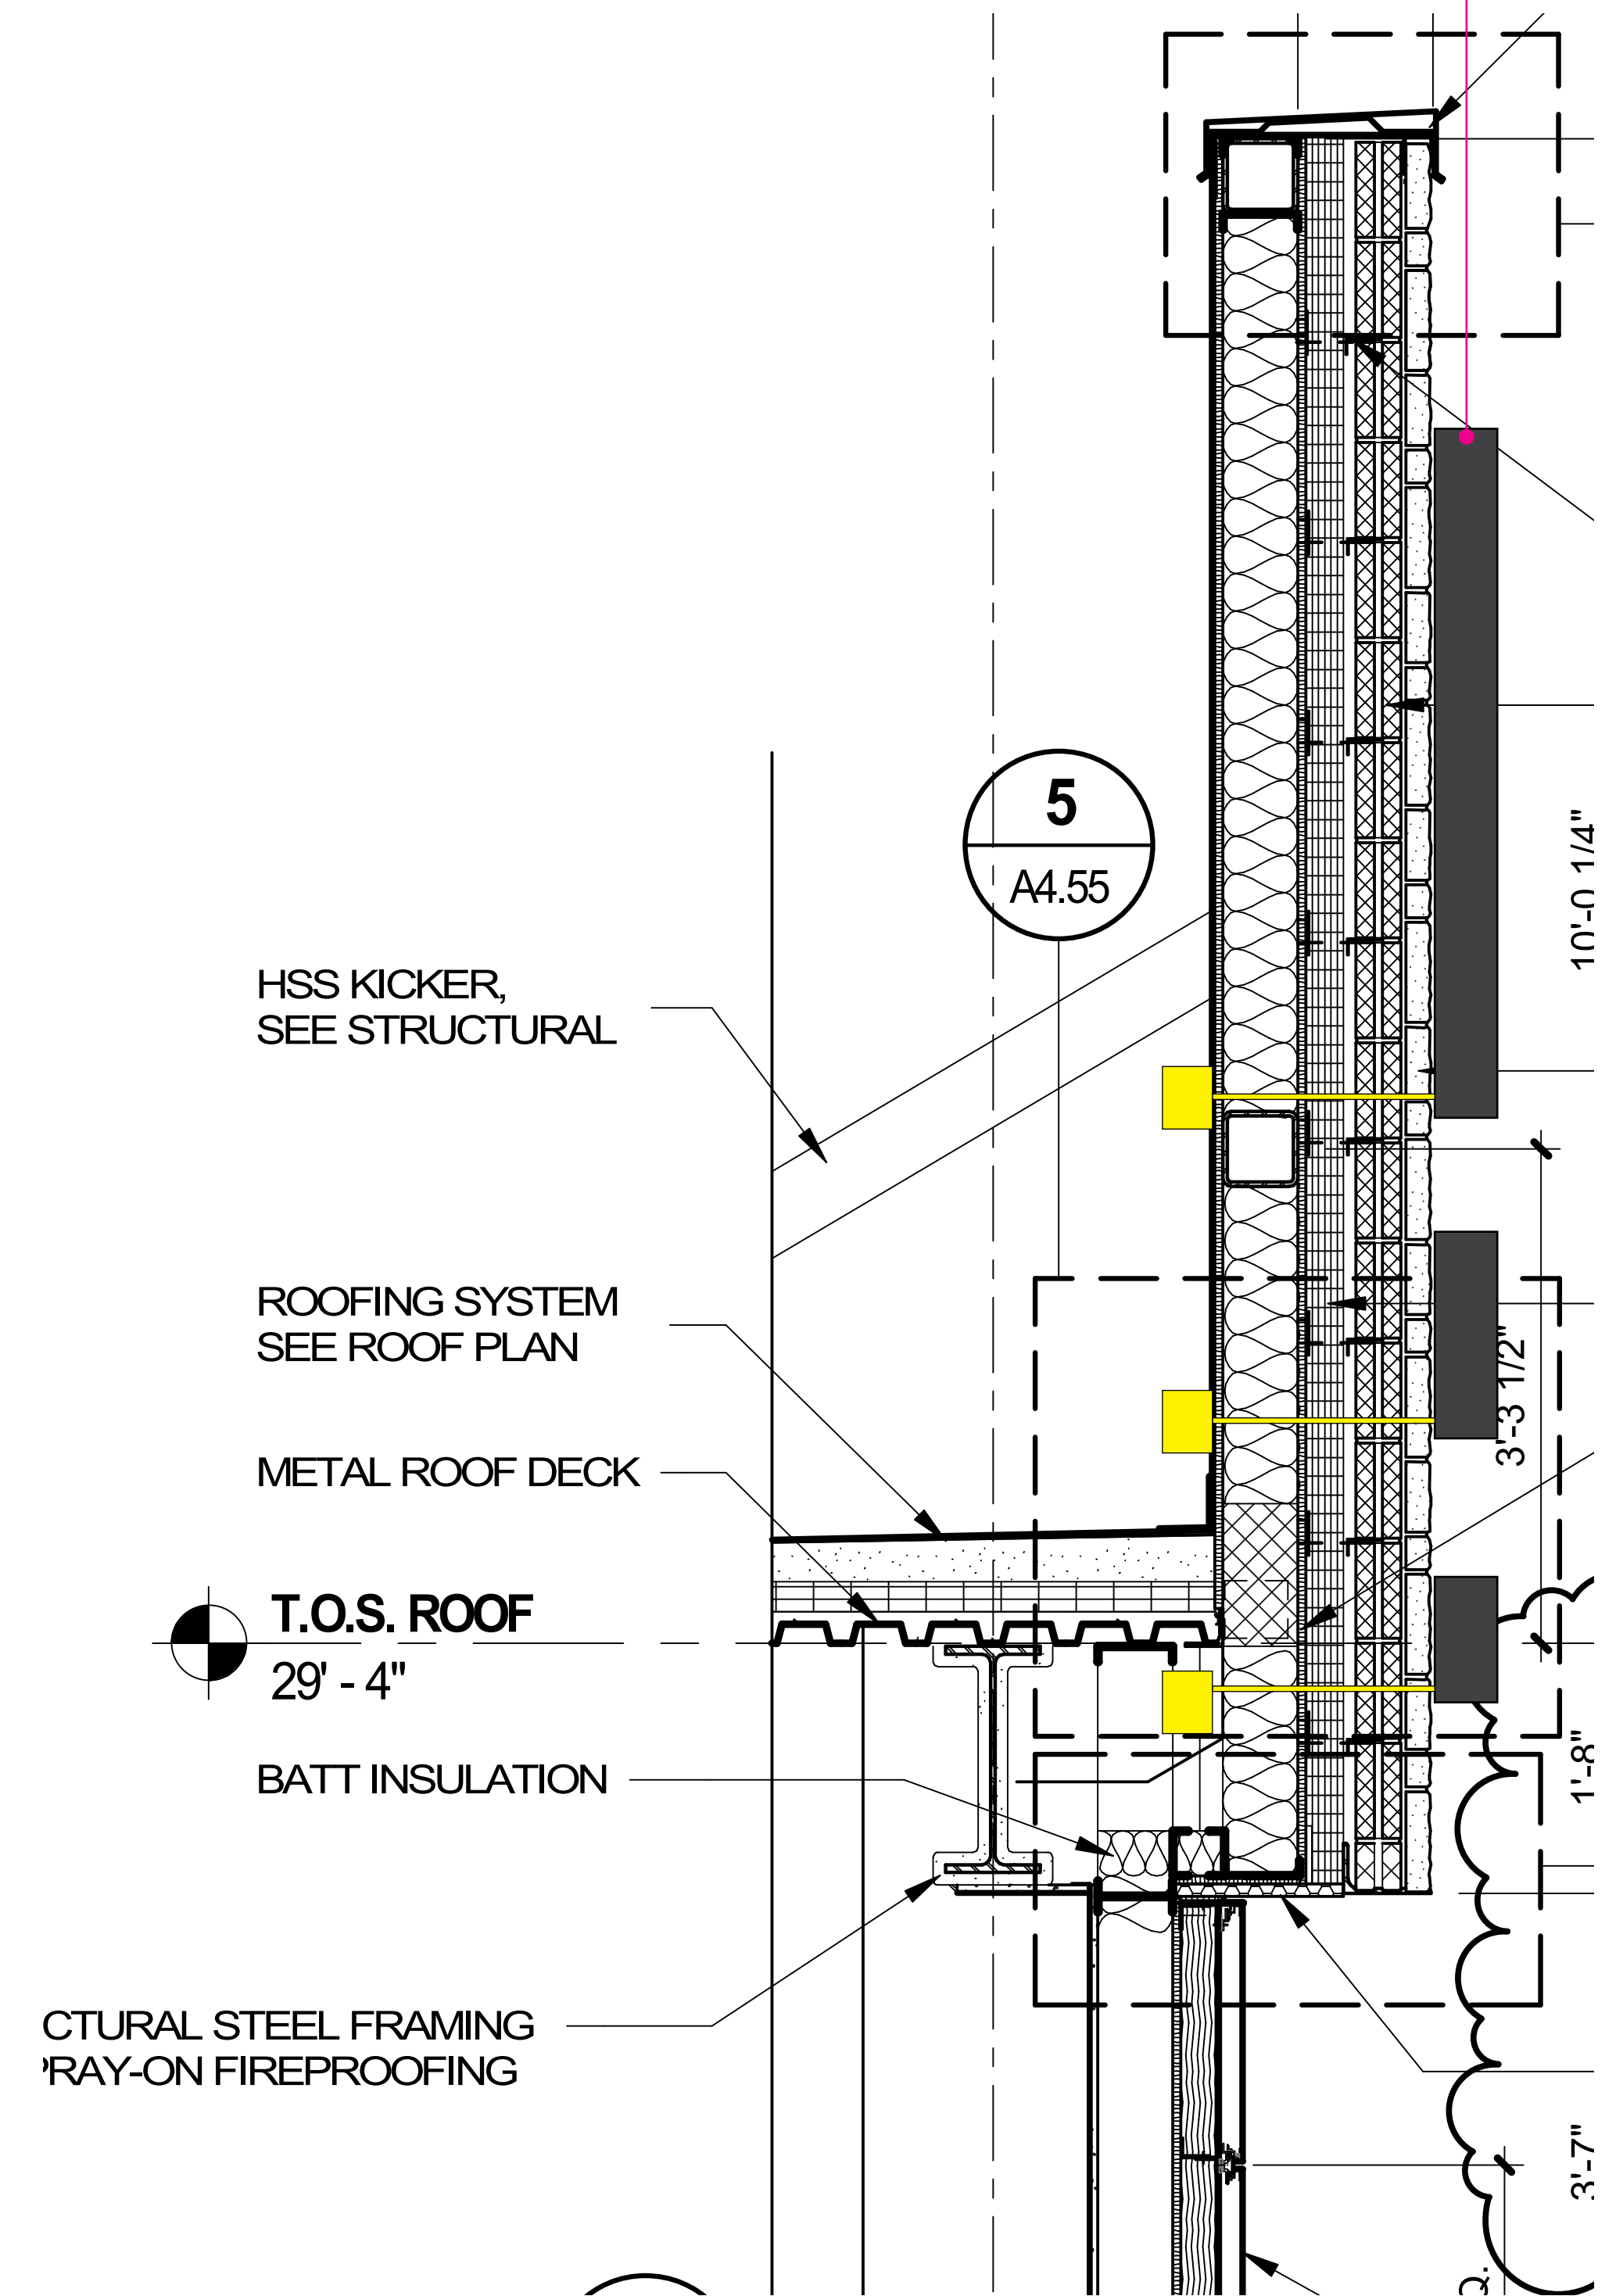 5
A4.55
10'-0 1/4"
HSS KICKER,
SEE STRUCTURAL
ROOFING SYSTEM
SEE ROOF PLAN
3'-3 1/2"
METAL ROOF DECK
T.O.S. ROOF
29' - 4"
1'-8"
BATT INSULATION
CTURAL STEEL FRAMING
PRAY-ON FIREPROOFING
3'-7"
Q.